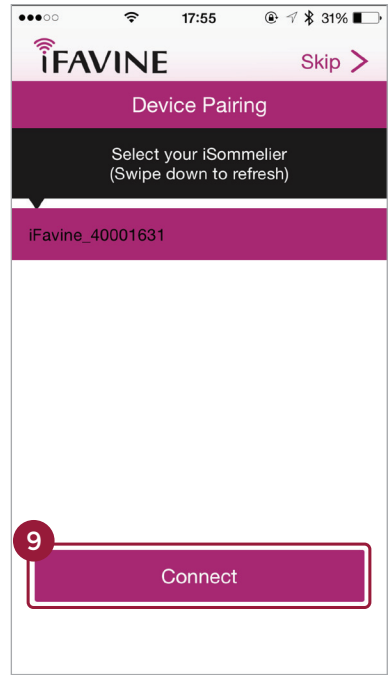 17:55 31%
iFAVINE Skip >
Device Pairing
Select your iSommelier
(Swipe down to refresh)
iFavine_40001631
9
Connect